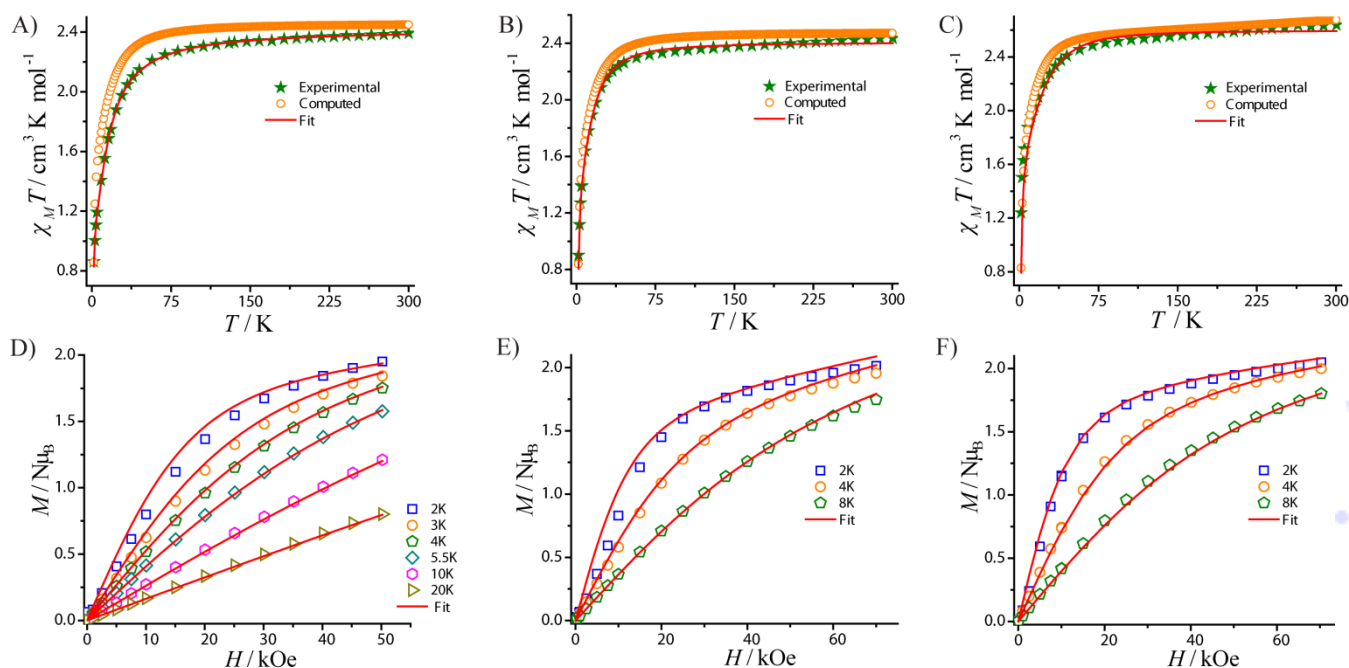 A)
2.4
2.0
1.6
1.2
0.8
χM T / cm³ K mol⁻¹
Experimental
Computed
Fit
0 75 150 225 300
T / K
B)
2.8
2.4
2.0
1.6
1.2
0.8
χM T / cm³ K mol⁻¹
Experimental
Computed
Fit
0 75 150 225 300
T / K
C)
2.4
2.0
1.6
1.2
0.8
χM T / cm³ K mol⁻¹
Experimental
Computed
Fit
0 75 150 225 300
T / K
D)
2.0
1.5
1.0
0.5
0.0
M / NμB
2K
3K
4K
5.5K
10K
20K
Fit
0 10 20 30 40 50
H / kOe
E)
2.0
1.5
1.0
0.5
0.0
M / NμB
2K
4K
8K
Fit
0 20 40 60
H / kOe
F)
2.0
1.5
1.0
0.5
0.0
M / NμB
2K
4K
8K
Fit
0 20 40 60
H / kOe